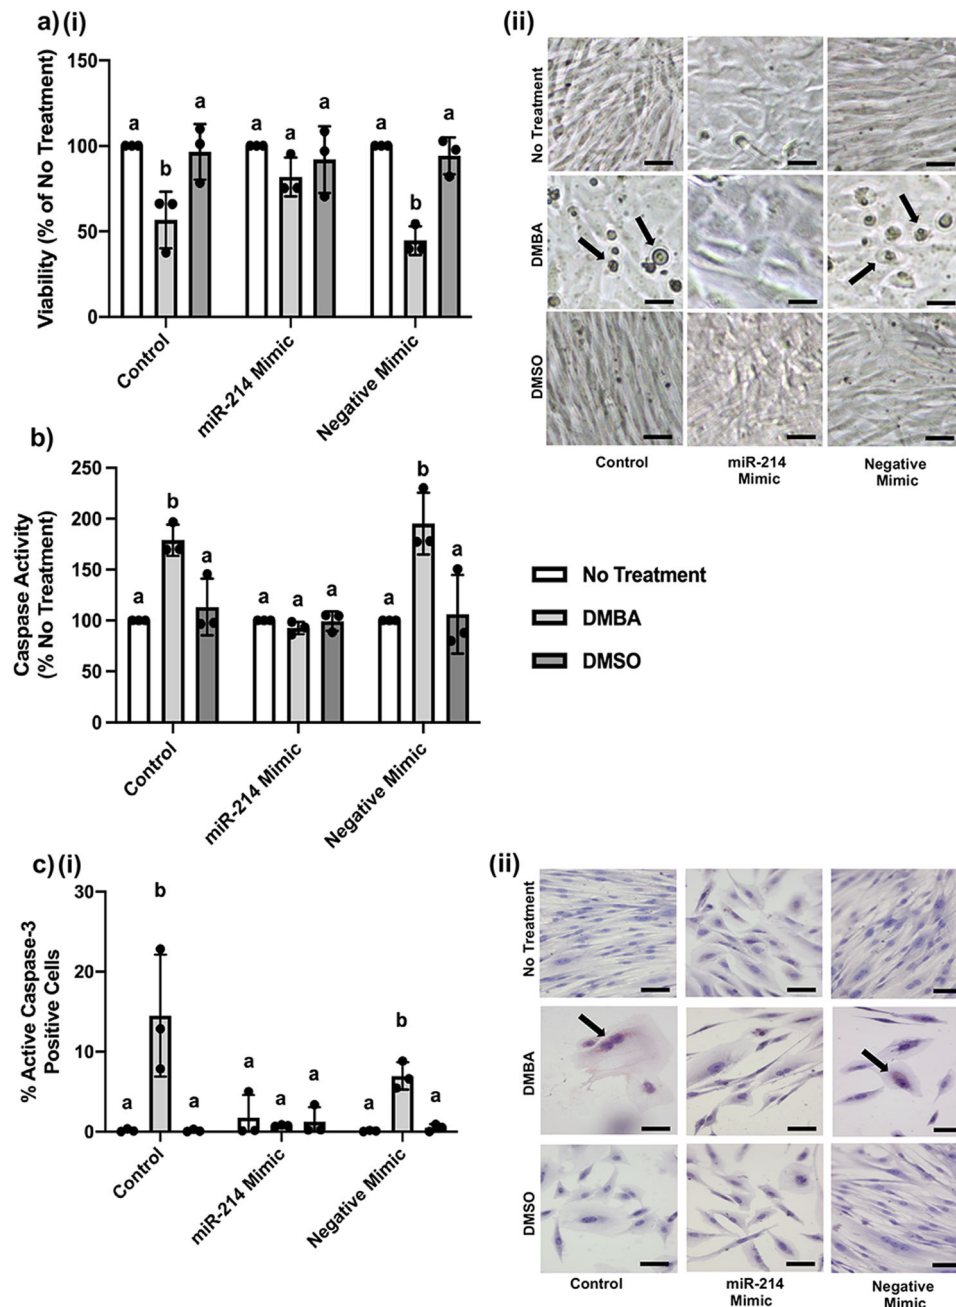 a) (i)
Viability (% of No Treatment)
150
100
50
0
a
b
a
a
a
a
a
b
a
Control
miR-214 Mimic
Negative Mimic
(ii)
No Treatment
DMBA
DMSO
Control
miR-214
Mimic
Negative
Mimic
b)
Caspase Activity
(% No Treatment)
250
200
150
100
50
0
a
b
a
a
a
a
a
b
a
Control
miR-214 Mimic
Negative Mimic
No Treatment
DMBA
DMSO
c) (i)
% Active Caspase-3
Positive Cells
30
20
10
0
a
b
a
a
a
a
a
b
a
Control
miR-214 Mimic
Negative Mimic
(ii)
No Treatment
DMBA
DMSO
Control
miR-214
Mimic
Negative
Mimic